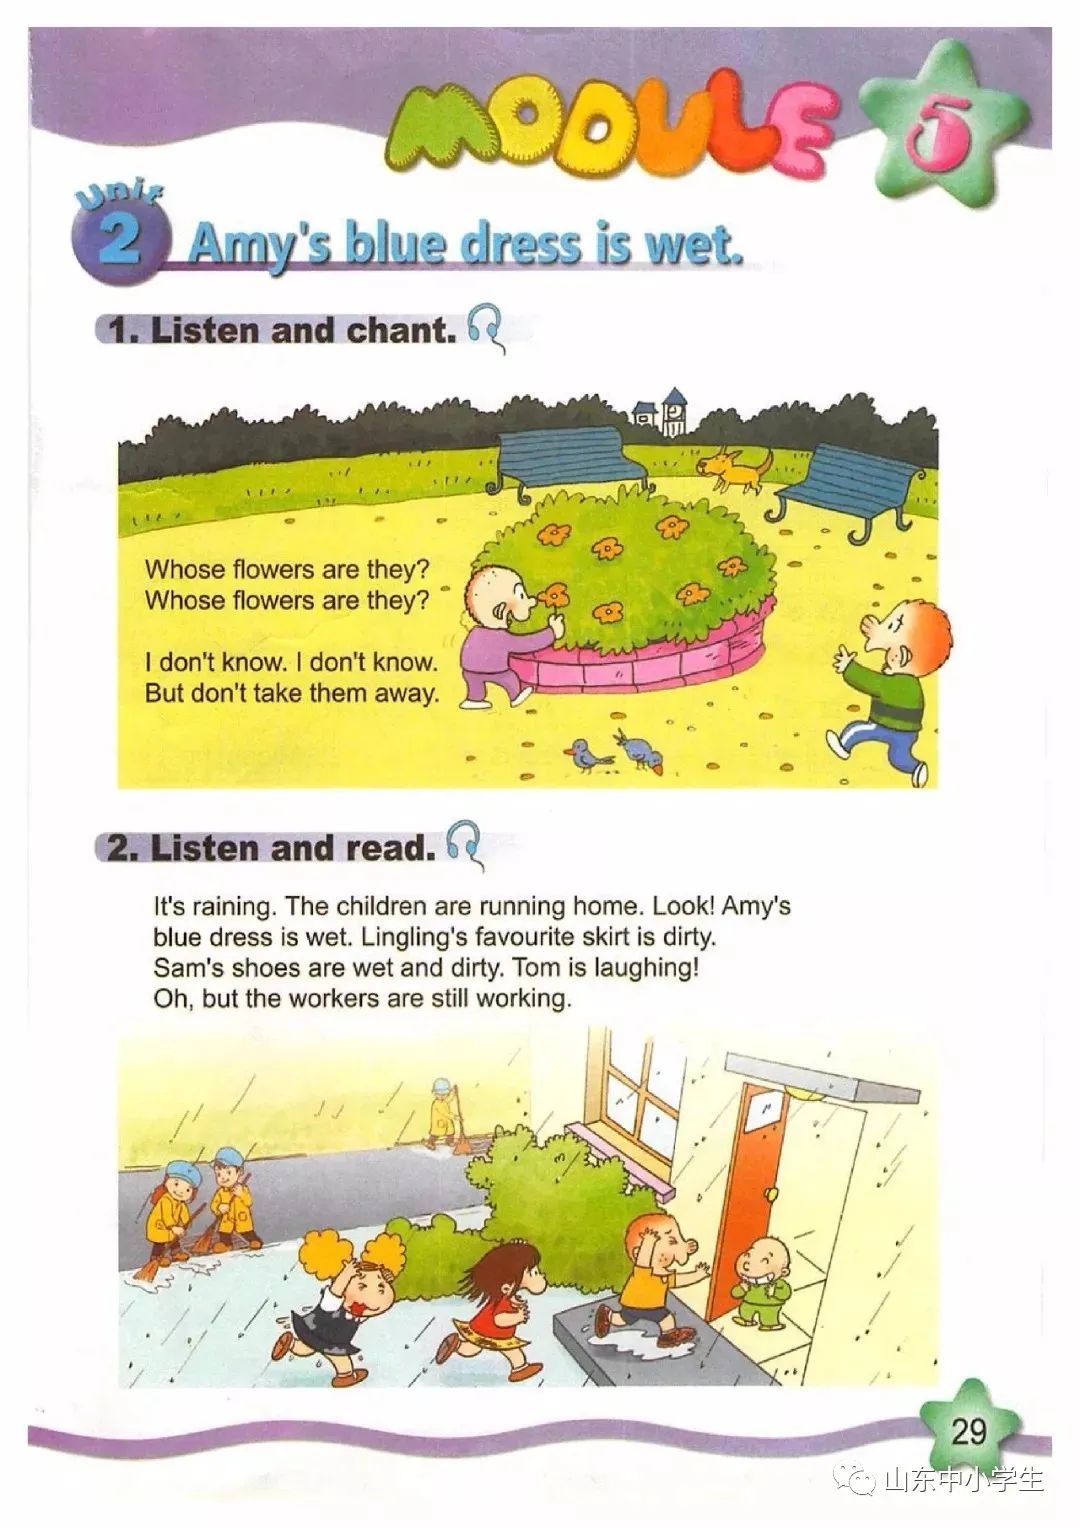 MODULE 5
Unit
2 Amy's blue dress is wet.
1. Listen and chant.
Whose flowers are they?
Whose flowers are they?
I don't know. I don't know.
But don't take them away.
2. Listen and read.
It's raining. The children are running home. Look! Amy's
blue dress is wet. Lingling's favourite skirt is dirty.
Sam's shoes are wet and dirty. Tom is laughing!
Oh, but the workers are still working.
29
山东中小学生